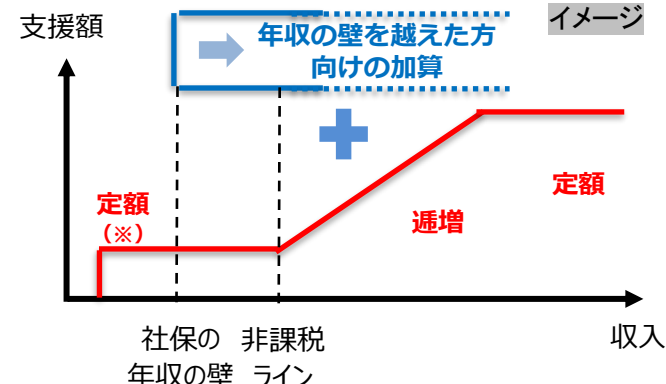 イメージ
支援額
年収の壁を越えた方
向けの加算
定額
（※）
逓増
定額
社保の
年収の壁
非課税
ライン
収入